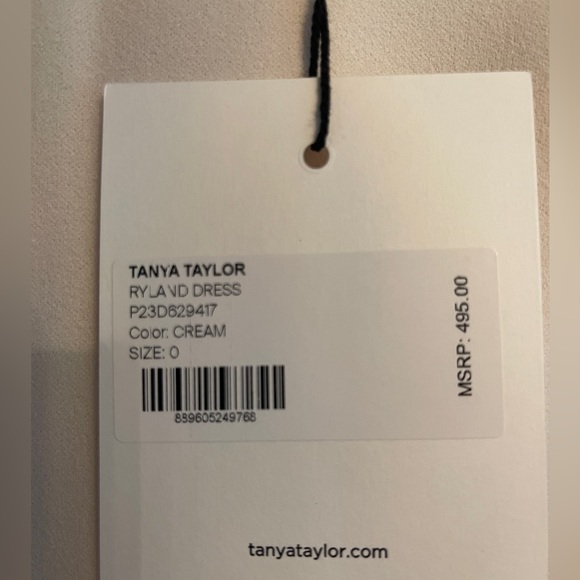 TANYA TAYLOR
RYLAND DRESS
P23D629417
Color: CREAM
SIZE: 0
889605249768
MSRP: 495.00
tanyataylor.com